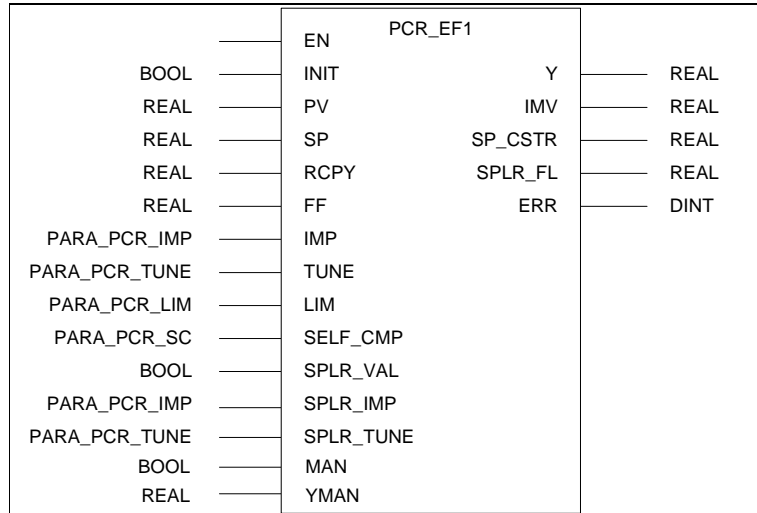 PCR_EF1
EN
BOOL INIT Y REAL
REAL PV IMV REAL
REAL SP SP_CSTR REAL
REAL RCPY SPLR_FL REAL
REAL FF ERR DINT
PARA_PCR_IMP IMP
PARA_PCR_TUNE TUNE
PARA_PCR_LIM LIM
PARA_PCR_SC SELF_CMP
BOOL SPLR_VAL
PARA_PCR_IMP SPLR_IMP
PARA_PCR_TUNE SPLR_TUNE
BOOL MAN
REAL YMAN